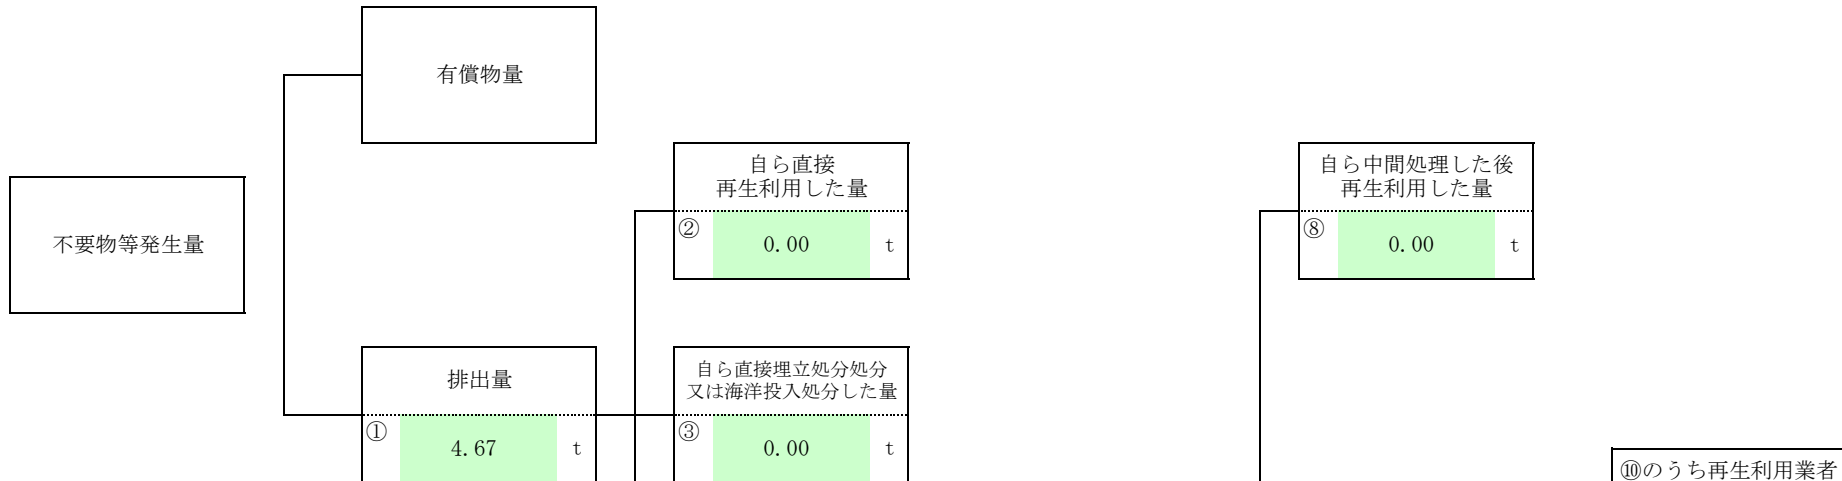 有償物量
不要物等発生量
自ら直接
再生利用した量
② 0.00 t
自ら中間処理した後
再生利用した量
⑧ 0.00 t
排出量
① 4.67 t
自ら直接埋立処分処分
又は海洋投入処分した量
③ 0.00 t
⑩のうち再生利用業者